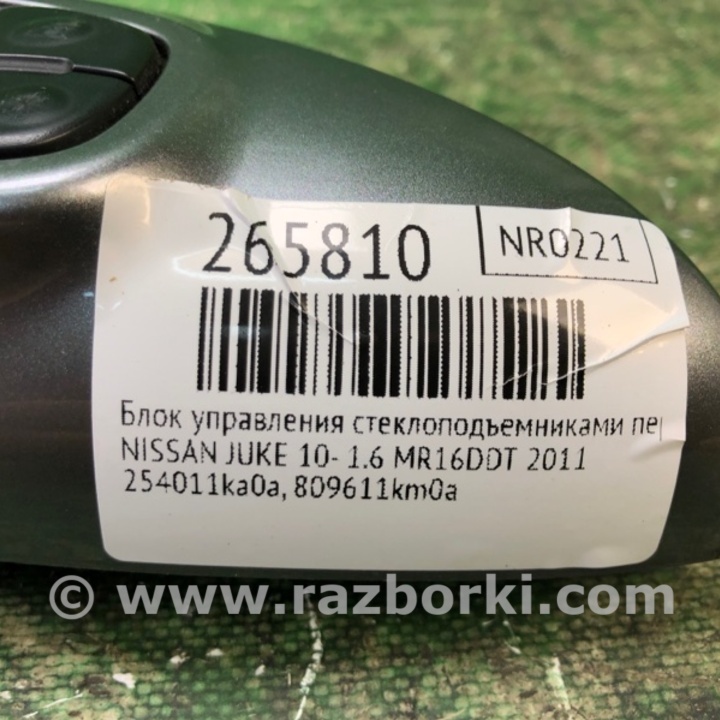 265810
NR0221
Блок управления стеклоподъемниками пер
NISSAN JUKE 10- 1.6 MR16DDT 2011
254011ka0a, 809611km0a
© www.razborki.com